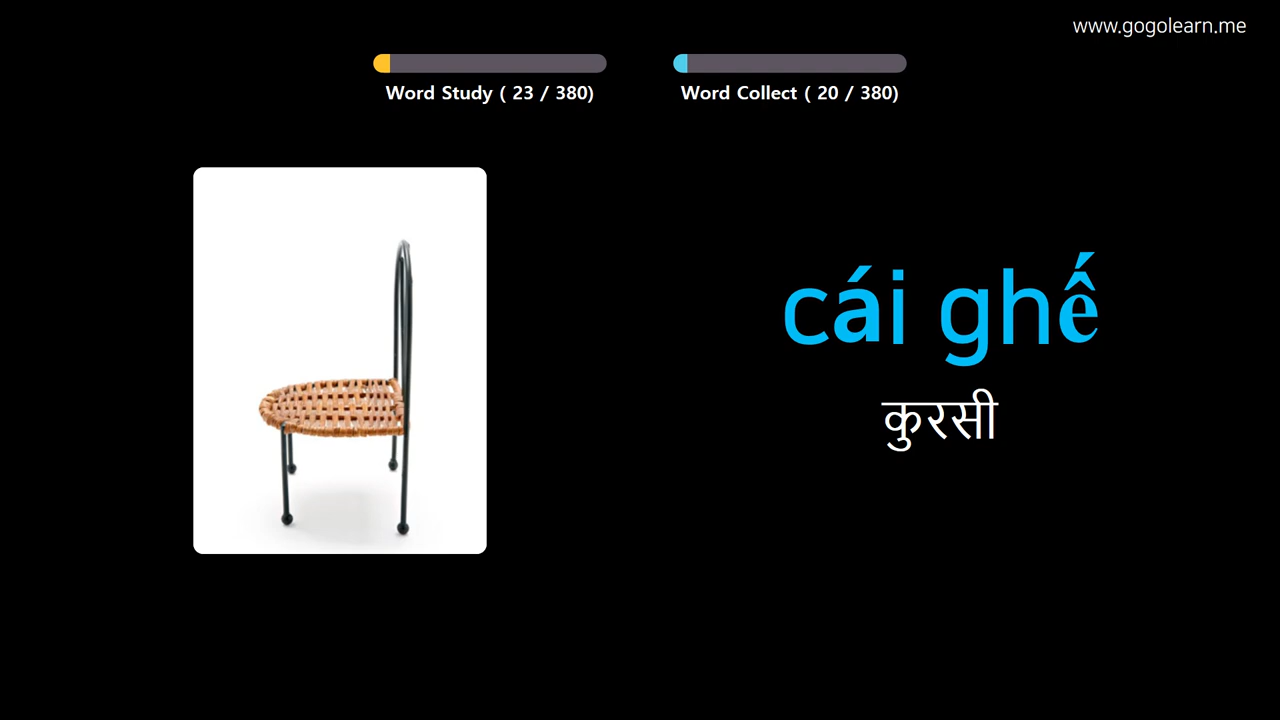 www.gogolearn.me
Word Study ( 23 / 380)
Word Collect ( 20 / 380)
cái ghế
कुरसी